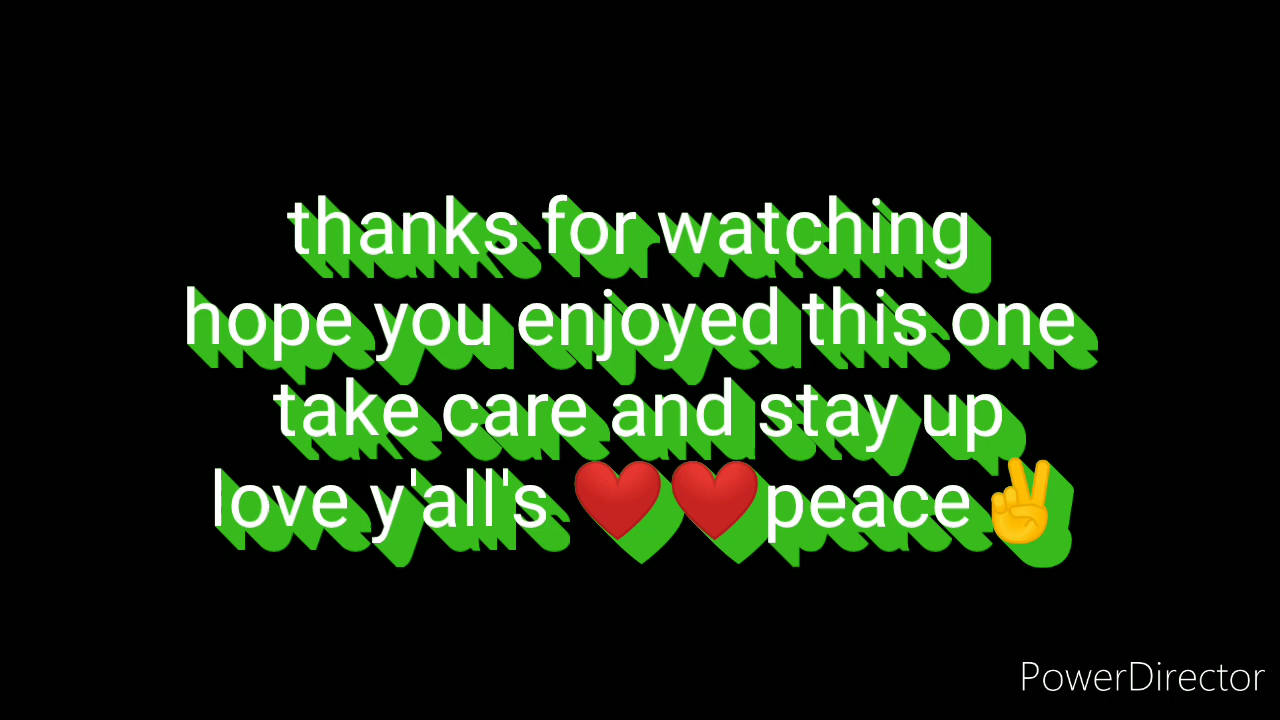 thanks for watching
hope you enjoyed this one
take care and stay up
love y'all's ❤️❤️peace✌️
PowerDirector